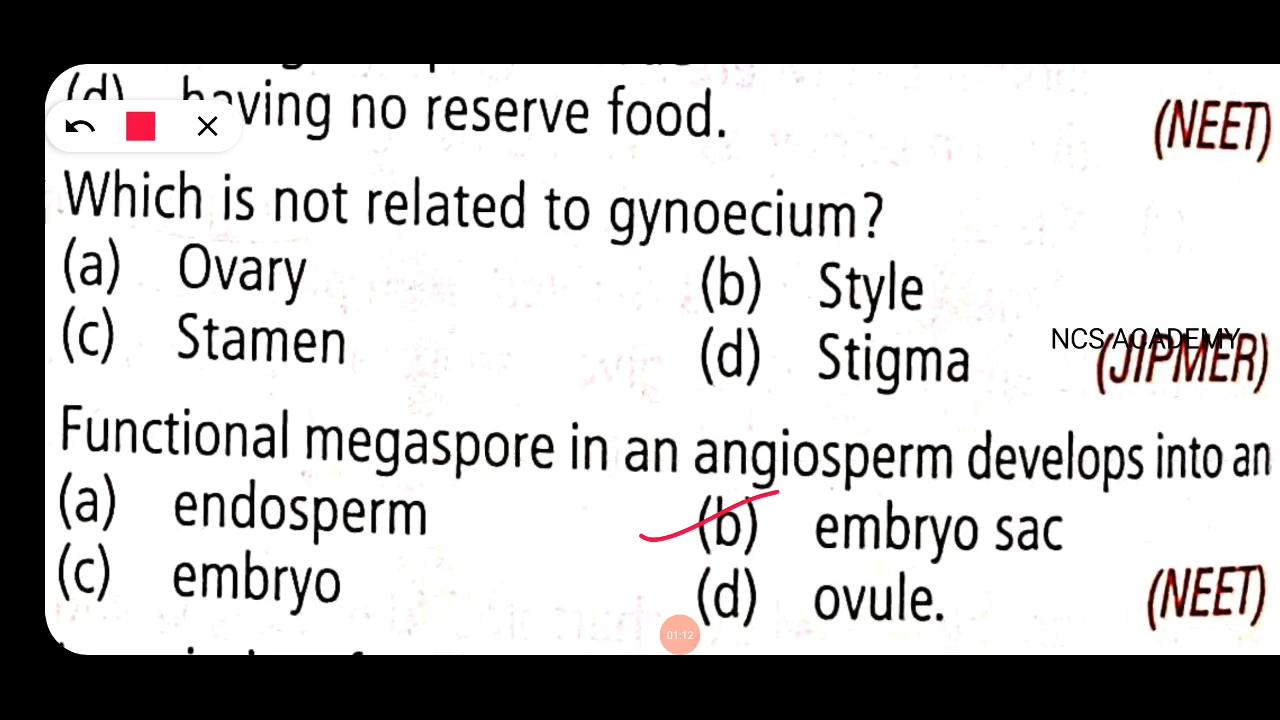 (d) having no reserve food.
(NEET)
Which is not related to gynoecium?
(a) Ovary (b) Style
(c) Stamen (d) Stigma (JIPMER)
NCS ACADEMY
Functional megaspore in an angiosperm develops into an
(a) endosperm (b) embryo sac
(c) embryo (d) ovule. (NEET)
01:12